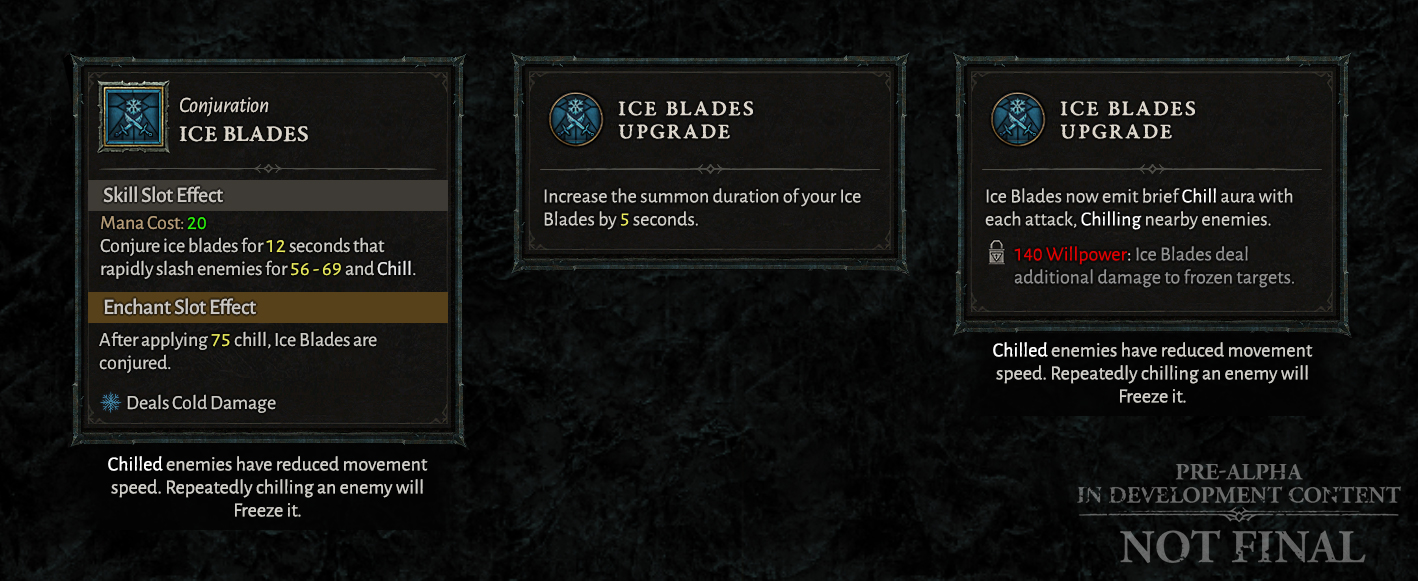 Conjuration
ICE BLADES
Skill Slot Effect
Mana Cost: 20
Conjure ice blades for 12 seconds that
rapidly slash enemies for 56 - 69 and Chill.
Enchant Slot Effect
After applying 75 chill, Ice Blades are
conjured.
Deals Cold Damage
Chilled enemies have reduced movement
speed. Repeatedly chilling an enemy will
Freeze it.
ICE BLADES
UPGRADE
Increase the summon duration of your Ice
Blades by 5 seconds.
ICE BLADES
UPGRADE
Ice Blades now emit brief Chill aura with
each attack, Chilling nearby enemies.
140 Willpower: Ice Blades deal
additional damage to frozen targets.
Chilled enemies have reduced movement
speed. Repeatedly chilling an enemy will
Freeze it.
PRE-ALPHA
IN DEVELOPMENT CONTENT
NOT FINAL